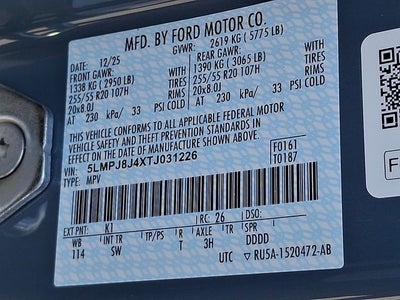 MFD. BY FORD MOTOR CO.
DATE: 12/25 GVWR: 2619 KG ( 5775 LB)
FRONT GAWR: REAR GAWR:
1338 KG ( 2950 LB) WITH 1390 KG ( 3065 LB) WITH
255/55 R20 107H TIRES 255/55 R20 107H TIRES
20x8.0J RIMS 20x8.0J RIMS
AT 230 kPa/ 33 PSI COLD AT 230 kPa/ 33 PSI COLD
THIS VEHICLE CONFORMS TO ALL APPLICABLE FEDERAL MOTOR
VEHICLE SAFETY AND THEFT PREVENTION STANDARDS IN
EFFECT ON THE DATE OF MANUFACTURE SHOWN ABOVE.
VIN: 5LMPJ8J4XTJ031226 F0161
TYPE: MPV T0187
EXT PNT: K1 RC: 26 DSO:
WB INT TR TP/PS R AXLE TR SPR
114 SW T 3H DDDD
UTC RU5A-1520472-AB
F